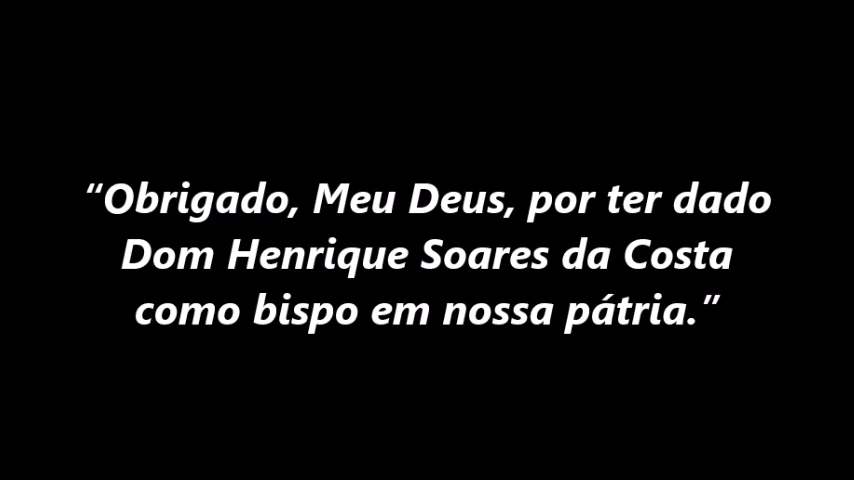 “Obrigado, Meu Deus, por ter dado
Dom Henrique Soares da Costa
como bispo em nossa pátria.”